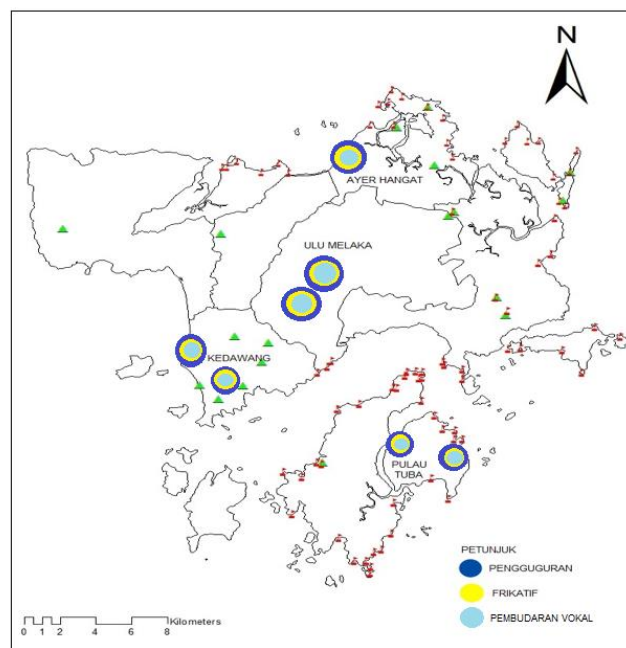 N
AYER HANGAT
ULU MELAKA
KEDAWANG
PULAU
TUBA
PETUNJUK
PENGGUGURAN
FRIKATIF
PEMBUDARAN VOKAL
Kilometers
0 1 2 4 6 8